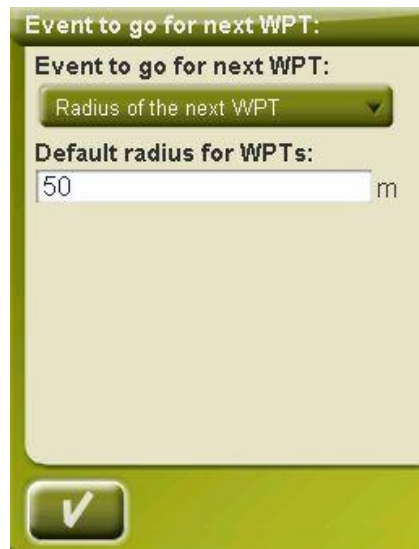 Event to go for next WPT:
Event to go for next WPT:
Radius of the next WPT
Default radius for WPTs:
50 m